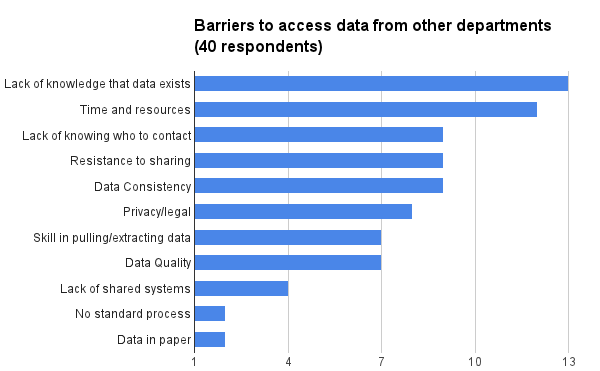 Barriers to access data from other departments
(40 respondents)
Lack of knowledge that data exists
Time and resources
Lack of knowing who to contact
Resistance to sharing
Data Consistency
Privacy/legal
Skill in pulling/extracting data
Data Quality
Lack of shared systems
No standard process
Data in paper
1 4 7 10 13